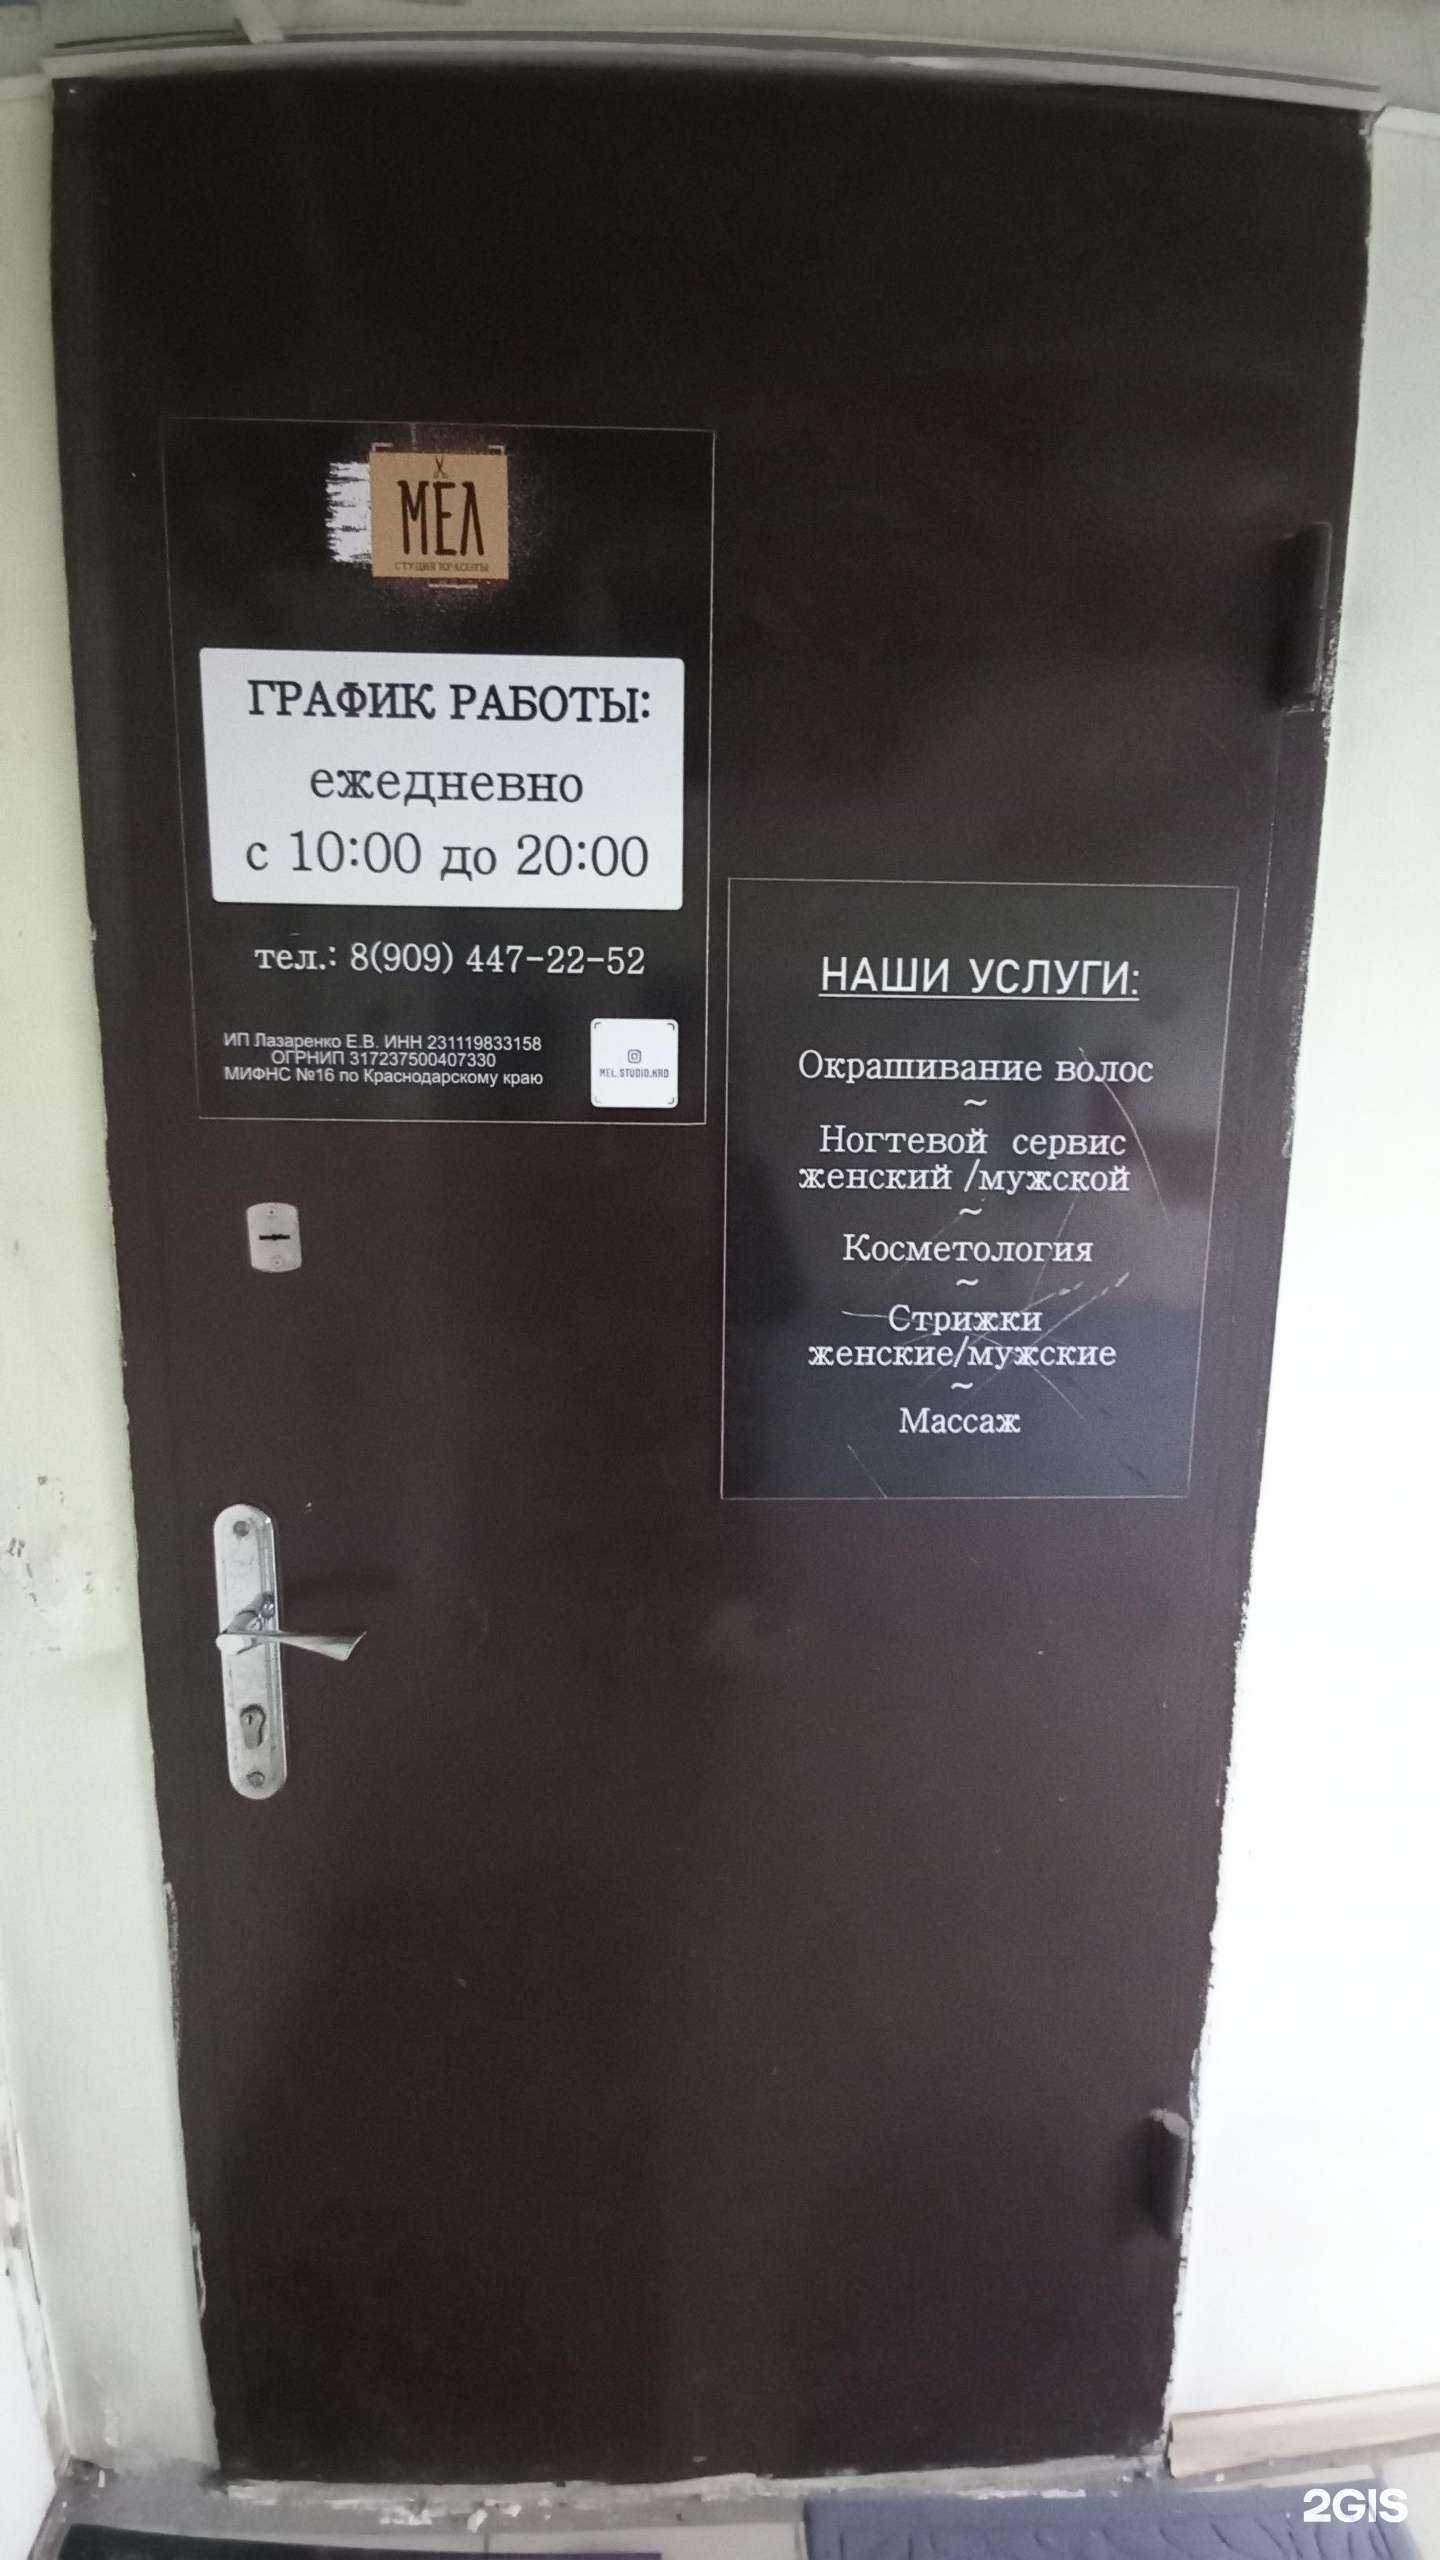 МЕЛ
СТУДИЯ КРАСОТЫ
ГРАФИК РАБОТЫ:
ежедневно
с 10:00 до 20:00
тел.: 8(909) 447-22-52
ИП Лазаренко Е.В. ИНН 231119833158
ОГРНИП 317237500407330
МИФНС №16 по Краснодарскому краю
MEL.STUDIO.KRD
НАШИ УСЛУГИ:
Окрашивание волос
~
Ногтевой сервис
женский /мужской
~
Косметология
~
Стрижки
женские/мужские
~
Массаж
2GIS